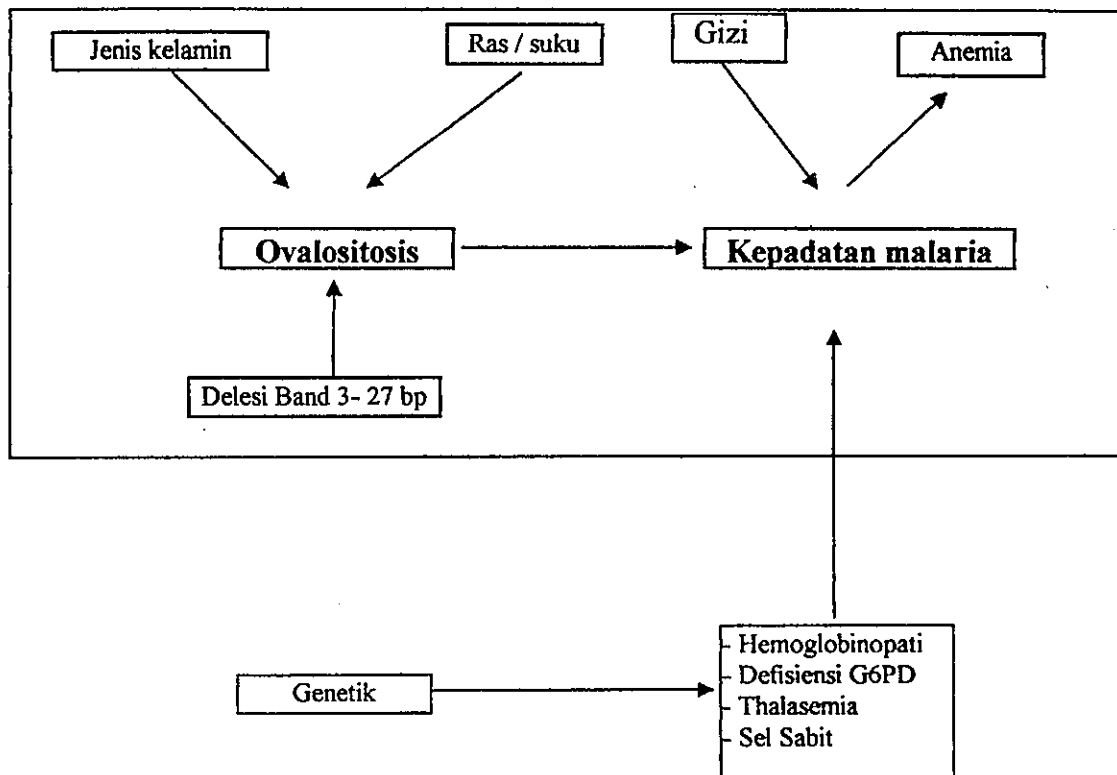 Jenis kelamin
Ras / suku
Gizi
Anemia
Ovalositosis
Kepadatan malaria
Delesi Band 3- 27 bp
Genetik
- Hemoglobinopati
- Defisiensi G6PD
- Thalasemia
- Sel Sabit